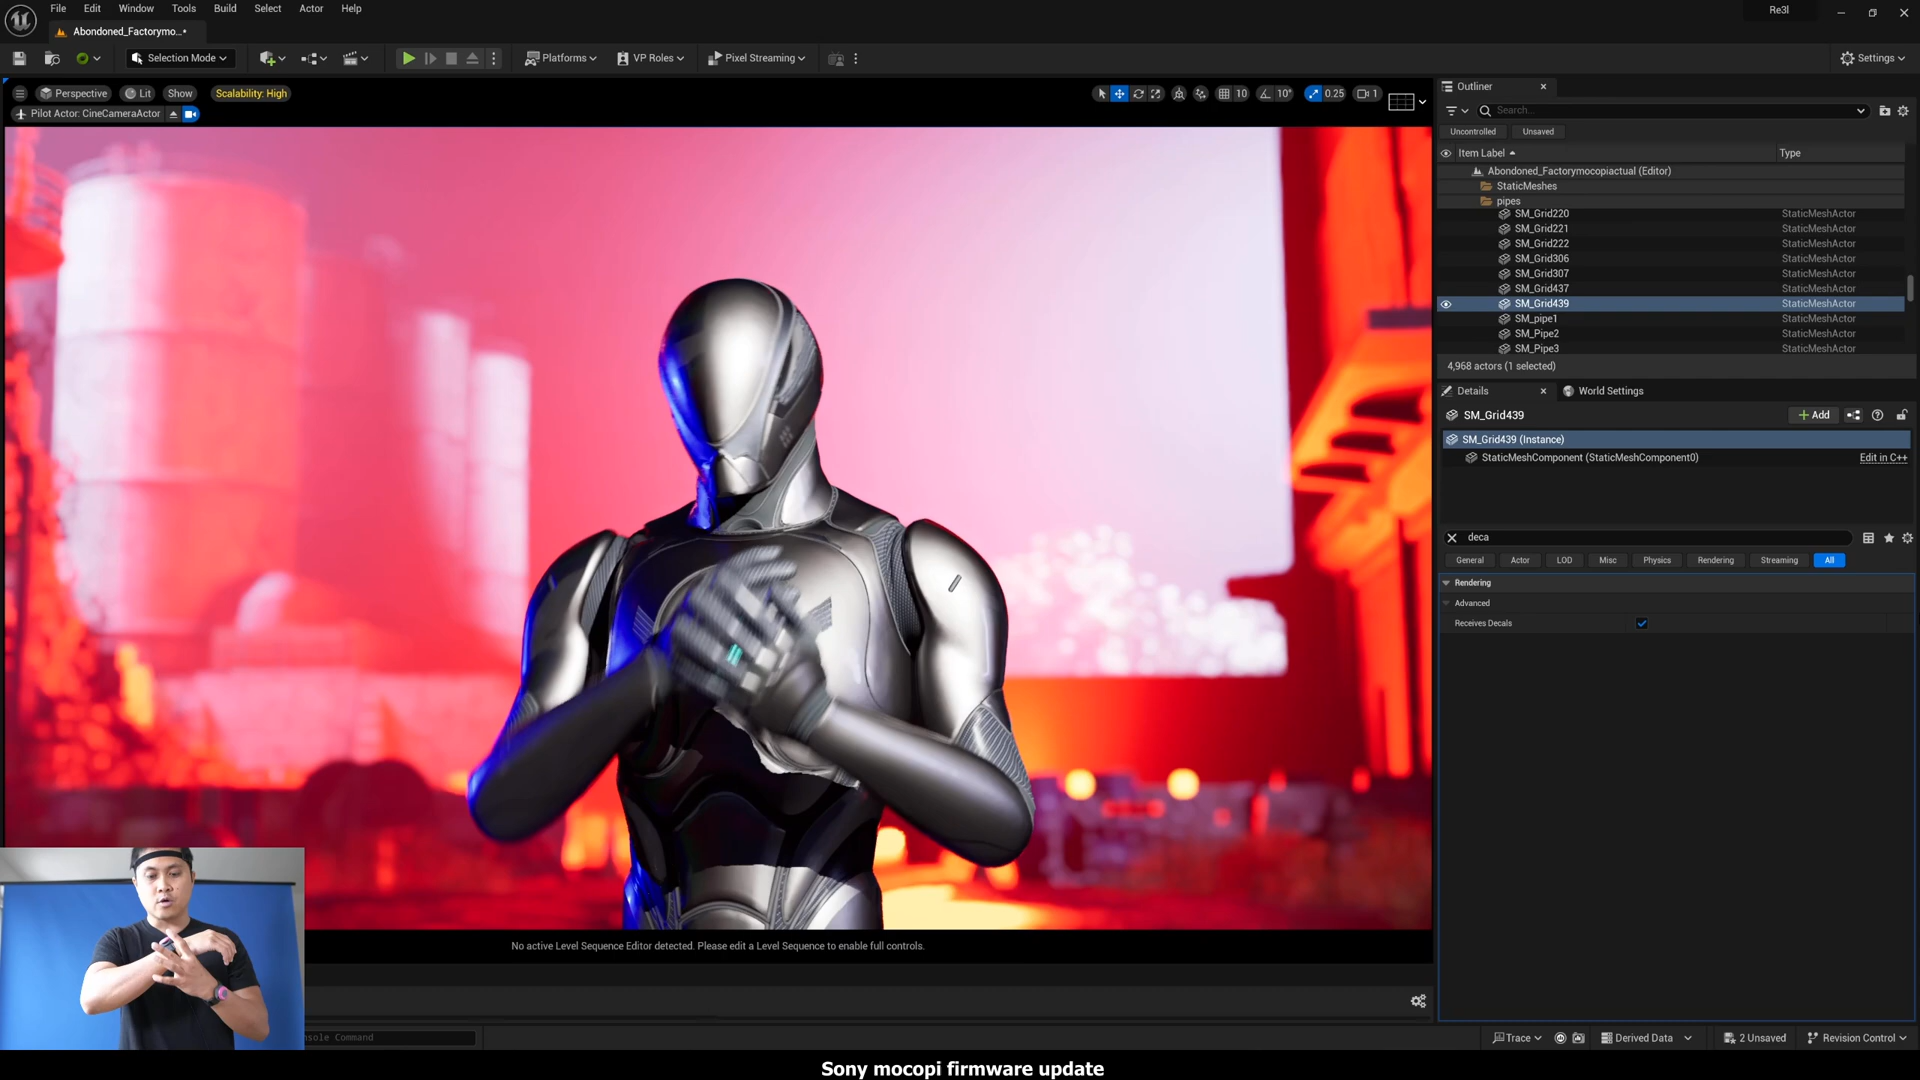 File Edit Window Tools Build Select Actor Help
Re3l
Abondoned_Factorymo...*
Selection Mode
Platforms
VP Roles
Pixel Streaming
Settings
Perspective
Lit
Show
Scalability: High
10
10°
0.25
1
Pilot Actor: CineCameraActor
Outliner
Search...
Uncontrolled
Unsaved
Item Label
Type
Abondoned_Factorymocopiactual (Editor)
StaticMeshes
pipes
SM_Grid220 StaticMeshActor
SM_Grid221 StaticMeshActor
SM_Grid222 StaticMeshActor
SM_Grid306 StaticMeshActor
SM_Grid307 StaticMeshActor
SM_Grid437 StaticMeshActor
SM_Grid439 StaticMeshActor
SM_pipe1 StaticMeshActor
SM_Pipe2 StaticMeshActor
SM_Pipe3 StaticMeshActor
4,968 actors (1 selected)
Details
World Settings
SM_Grid439
Add
SM_Grid439 (Instance)
StaticMeshComponent (StaticMeshComponent0)
Edit in C++
deca
General Actor LOD Misc Physics Rendering Streaming All
Rendering
Advanced
Receives Decals
No active Level Sequence Editor detected. Please edit a Level Sequence to enable full controls.
nsole Command
Trace
Derived Data
2 Unsaved
Revision Control
Sony mocopi firmware update